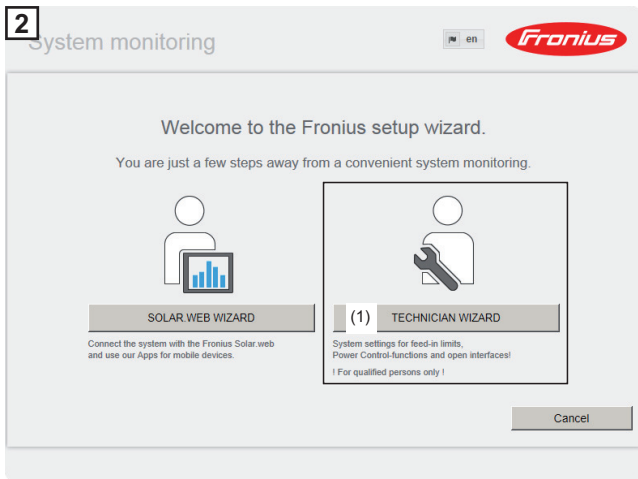 2
System monitoring
en
Fronius
Welcome to the Fronius setup wizard.
You are just a few steps away from a convenient system monitoring.
SOLAR.WEB WIZARD
Connect the system with the Fronius Solar.web
and use our Apps for mobile devices.
(1) TECHNICIAN WIZARD
System settings for feed-in limits,
Power Control-functions and open interfaces!
! For qualified persons only !
Cancel